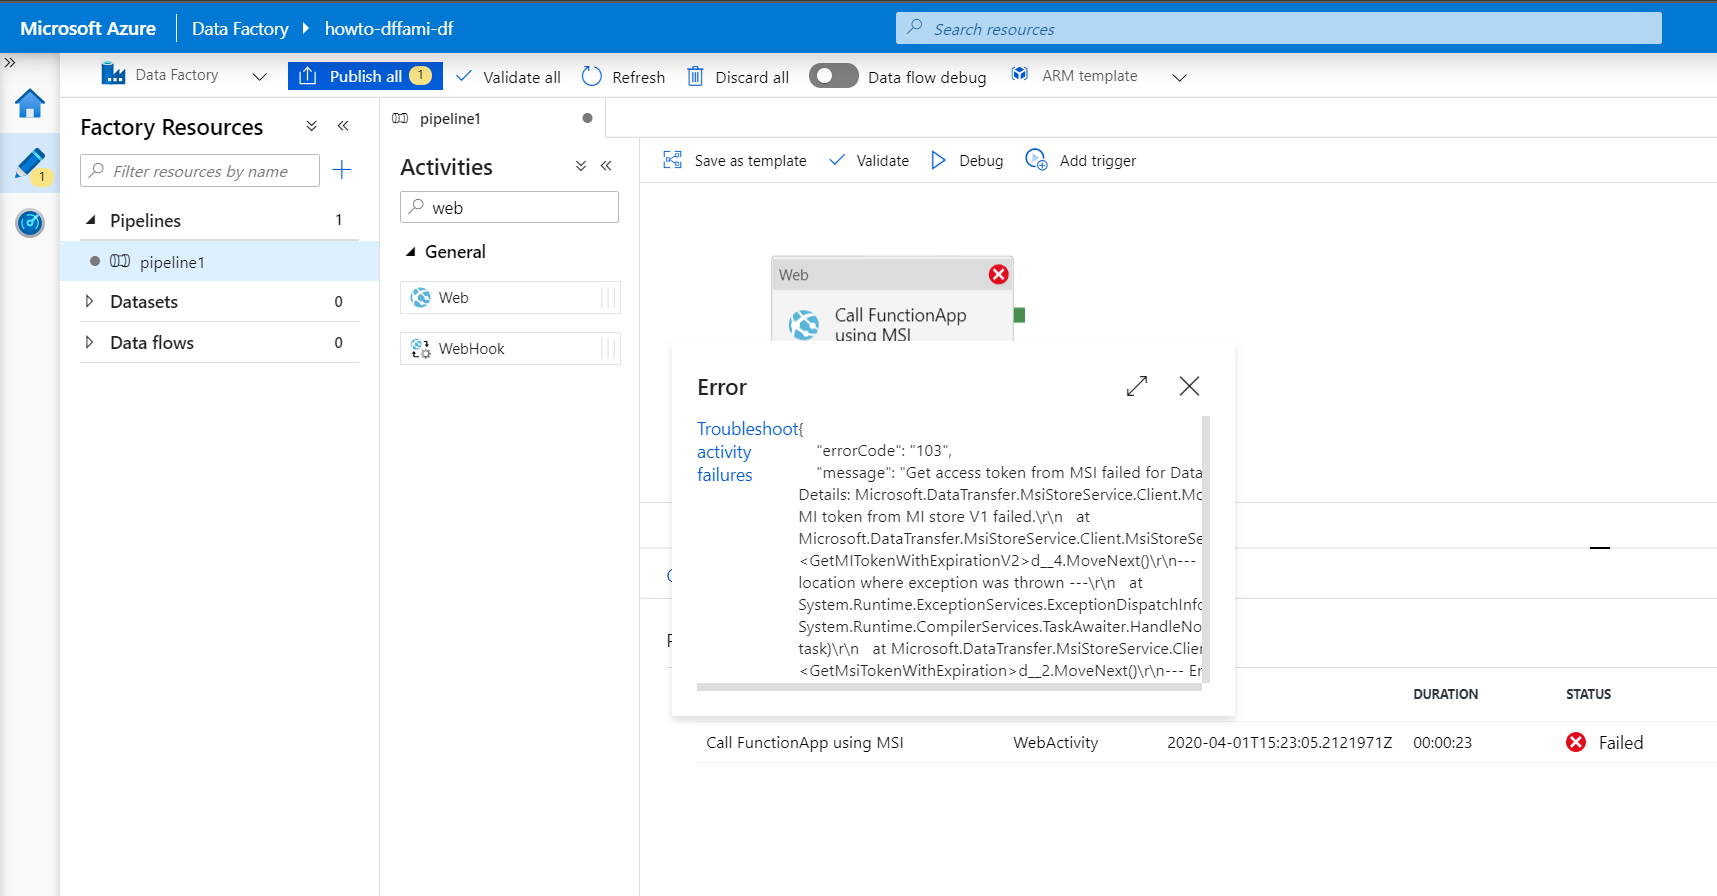 Microsoft Azure
Data Factory
howto-dffami-df
Search resources
»
Data Factory
Publish all
1
Validate all
Refresh
Discard all
Data flow debug
ARM template
Factory Resources
Filter resources by name
1
Pipelines
1
pipeline1
Datasets
0
Data flows
0
pipeline1
Activities
web
General
Web
WebHook
Save as template
Validate
Debug
Add trigger
Web
Call FunctionApp
using MSI
Error
Troubleshoot
activity
failures
{
"errorCode": "103",
"message": "Get access token from MSI failed for Data
Details: Microsoft.DataTransfer.MsiStoreService.Client.Mo
MI token from MI store V1 failed.\r\n   at
Microsoft.DataTransfer.MsiStoreService.Client.MsiStoreSe
<GetMITokenWithExpirationV2>d__4.MoveNext()\r\n---
location where exception was thrown ---\r\n   at
System.Runtime.ExceptionServices.ExceptionDispatchInfo
System.Runtime.CompilerServices.TaskAwaiter.HandleNo
task)\r\n   at Microsoft.DataTransfer.MsiStoreService.Clie
<GetMsiTokenWithExpiration>d__2.MoveNext()\r\n--- Er
DURATION
STATUS
Call FunctionApp using MSI
WebActivity
2020-04-01T15:23:05.2121971Z
00:00:23
Failed